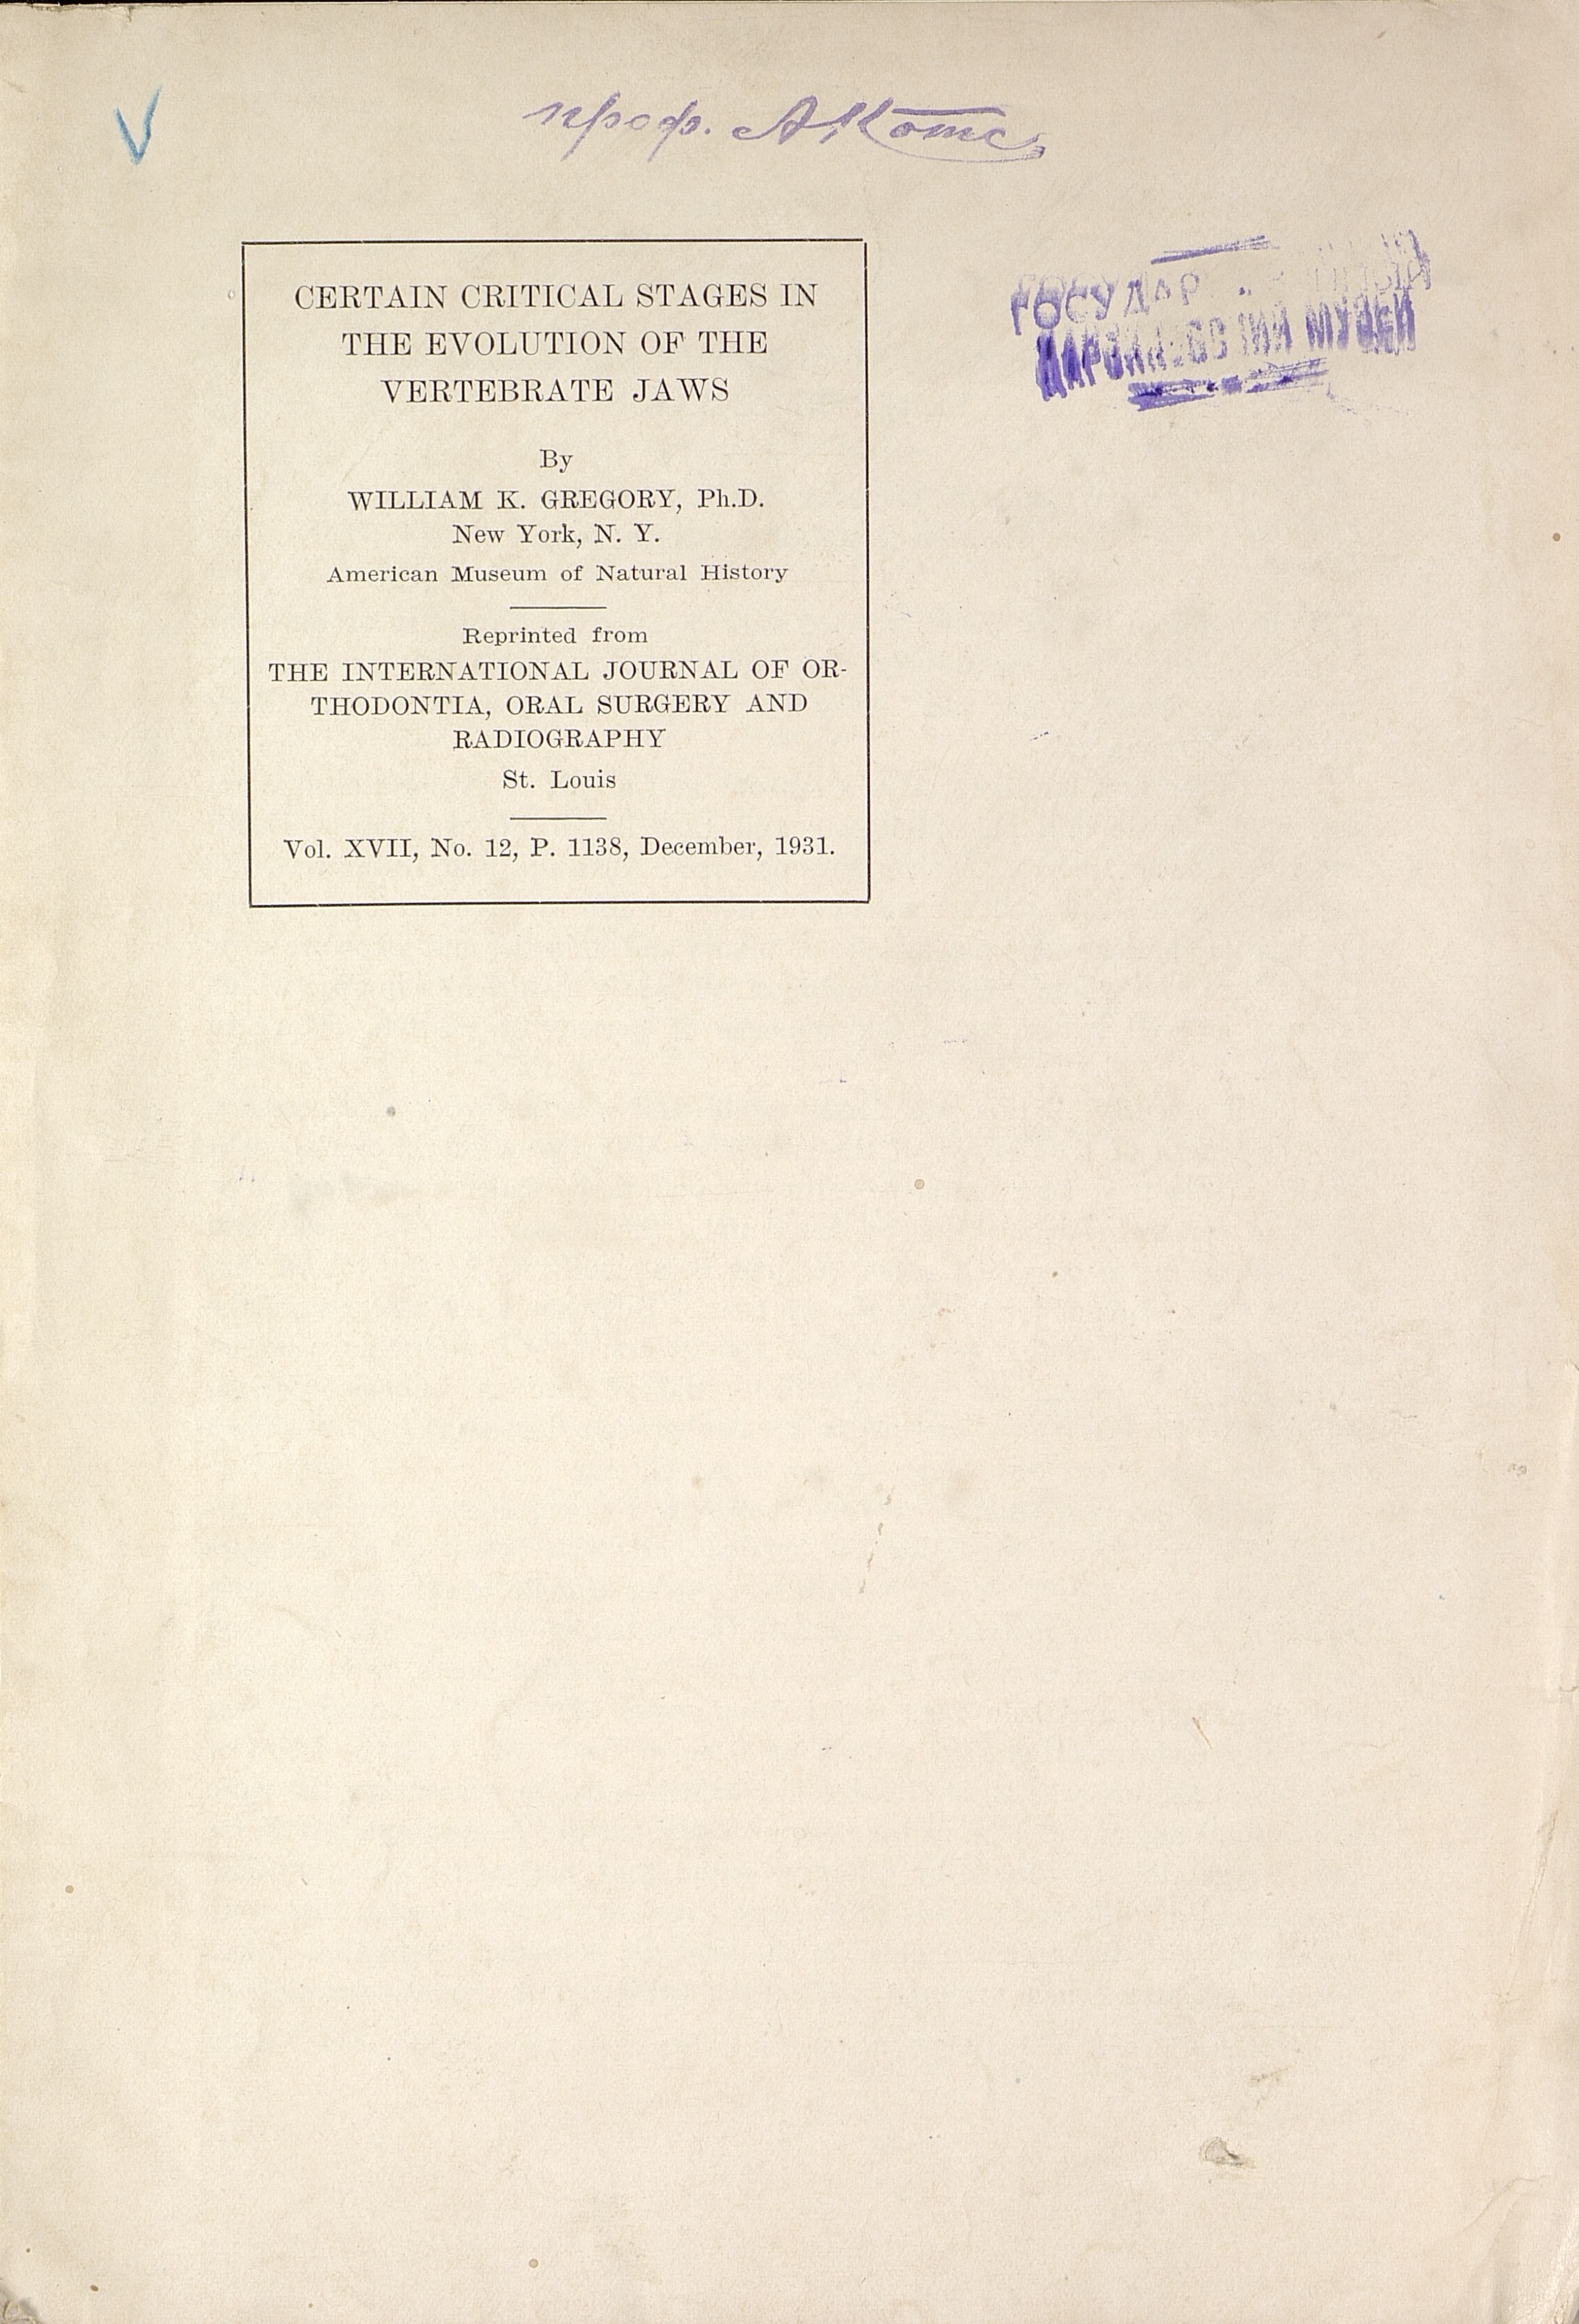 V
проф. АКотс
CERTAIN CRITICAL STAGES IN
THE EVOLUTION OF THE
VERTEBRATE JAWS
By
WILLIAM K. GREGORY, Ph.D.
New York, N. Y.
American Museum of Natural History
Reprinted from
THE INTERNATIONAL JOURNAL OF OR-
THODONTIA, ORAL SURGERY AND
RADIOGRAPHY
St. Louis
Vol. XVII, No. 12, P. 1138, December, 1931.
МУЗЕЙ